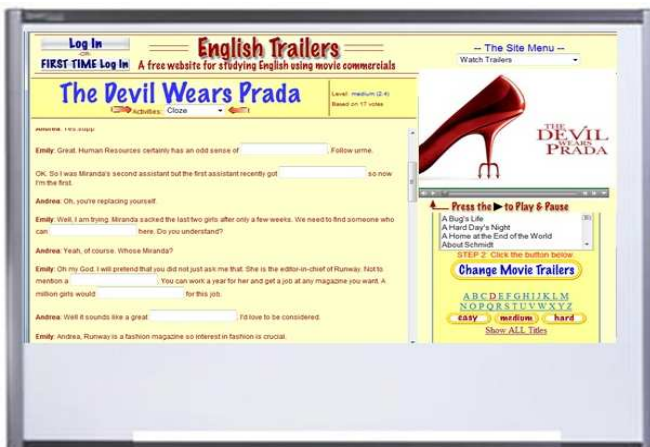 Log In
-OR-
FIRST TIME Log In
English Trailers
A free website for studying English using movie commercials
-- The Site Menu --
Watch Trailers
The Devil Wears Prada
Activities: Cloze
Level: medium (2.4)
Based on 17 votes
Emily: Great. Human Resources certainly has an odd sense of . Follow urme.
OK. So I was Miranda's second assistant but the first assistant recently got so now
I'm the first.
Andrea: Oh, you're replacing yourself.
Emily: Well, I am trying. Miranda sacked the last two girls after only a few weeks. We need to find someone who
can here. Do you understand?
Andrea: Yeah, of course. Whose Miranda?
Emily: Oh my God. I will pretend that you did not just ask me that. She is the editor-in-chief of Runway. Not to
mention a . You can work a year for her and get a job at any magazine you want. A
million girls would for this job.
Andrea: Well it sounds like a great . I'd love to be considered.
Emily: Andrea, Runway is a fashion magazine so interest in fashion is crucial.
THE
DEVIL
WEARS
PRADA
Press the ▶ to Play & Pause
A Bug's Life
A Hard Day's Night
A Home at the End of the World
About Schmidt
STEP 2: Click the button below
Change Movie Trailers
A B C D E F G H I J K L M
N O P Q R S T U V W X Y Z
easy medium hard
Show ALL Titles